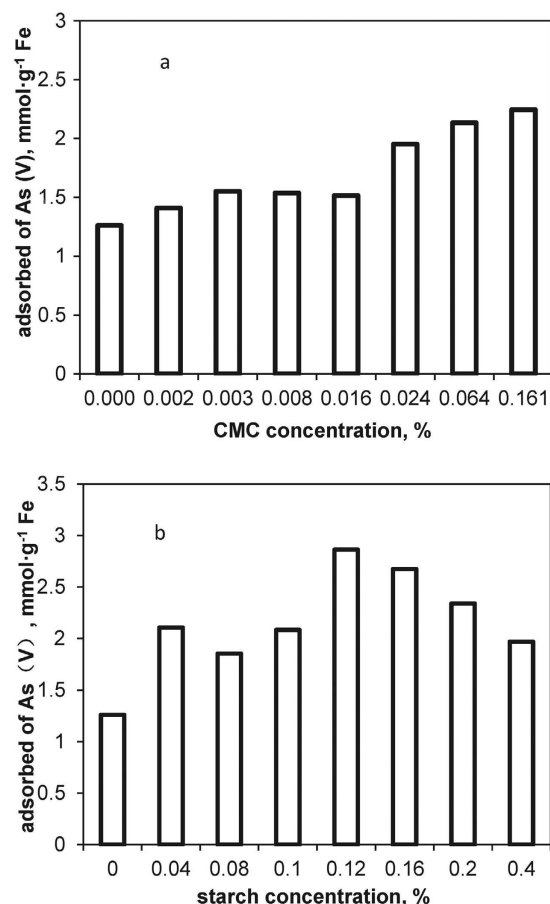 a
adsorbed of As (V), mmol·g⁻¹ Fe
3
2.5
2
1.5
1
0.5
0
0.000 0.002 0.003 0.008 0.016 0.024 0.064 0.161
CMC concentration, %
b
adsorbed of As（V）, mmol·g⁻¹ Fe
3.5
3
2.5
2
1.5
1
0.5
0
0 0.04 0.08 0.1 0.12 0.16 0.2 0.4
starch concentration, %